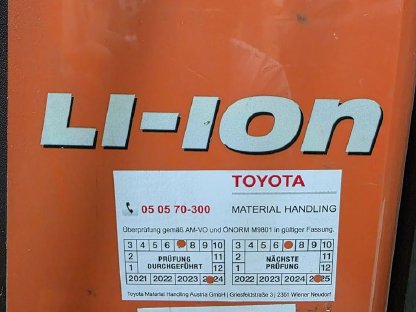 LI-ION
TOYOTA
05 05 70-300 MATERIAL HANDLING
Überprüfung gemäß AM-VO und ÖNORM M9801 in gültiger Fassung.
3 4 5 6 8 9 10 3 4 5 6 7 9 10
2 PRÜFUNG 11 2 NÄCHSTE 11
1 DURCHGEFÜHRT 12 1 PRÜFUNG 12
2021 2022 2023 2024 2022 2023 2024 2025
Toyota Material Handling Austria GmbH | Griesfeldstraße 3 | 2351 Wiener Neudorf